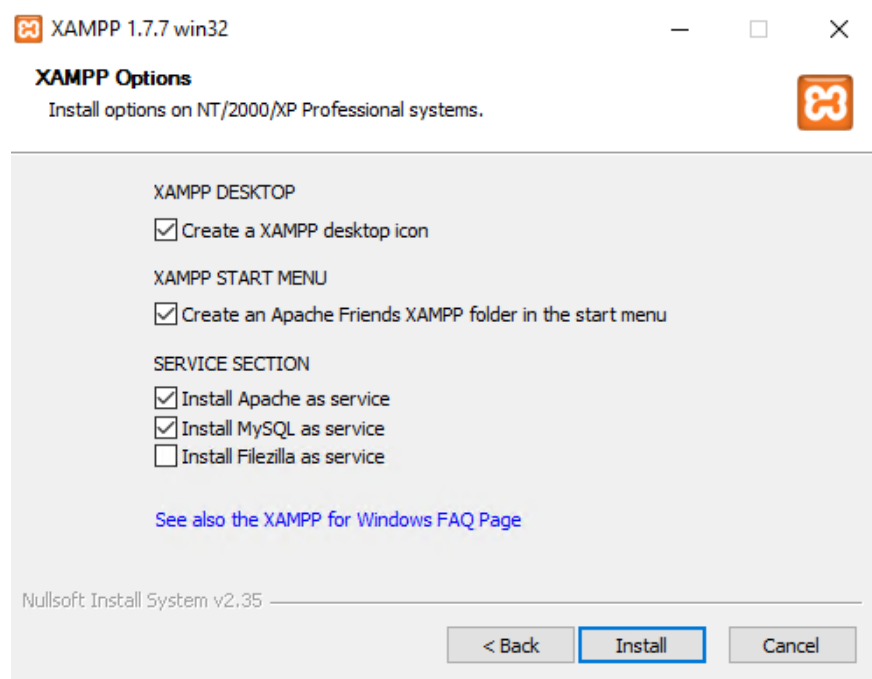 XAMPP 1.7.7 win32
XAMPP Options
Install options on NT/2000/XP Professional systems.
XAMPP DESKTOP
Create a XAMPP desktop icon
XAMPP START MENU
Create an Apache Friends XAMPP folder in the start menu
SERVICE SECTION
Install Apache as service
Install MySQL as service
Install Filezilla as service
See also the XAMPP for Windows FAQ Page
Nullsoft Install System v2.35
< Back Install Cancel